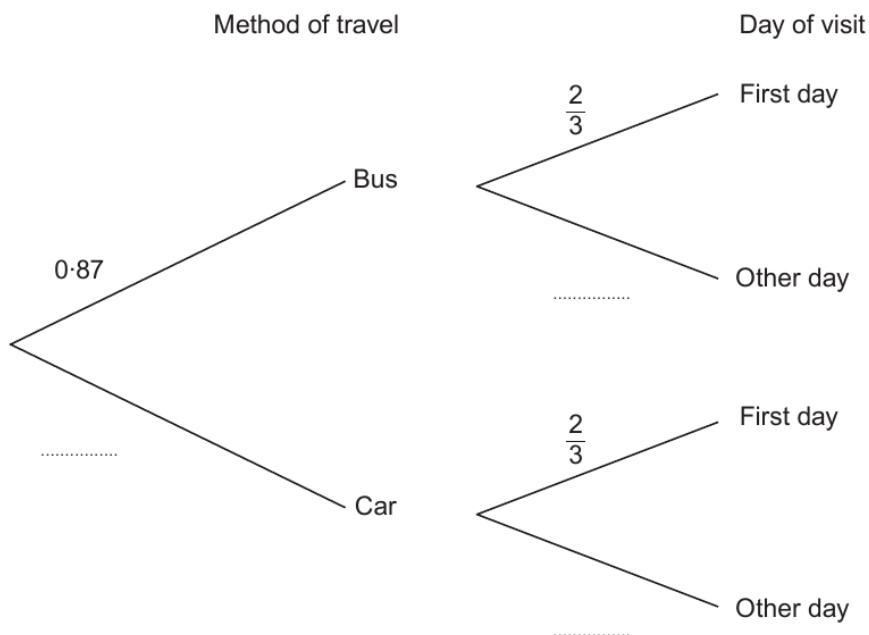 Method of travel
Day of visit
2/3
First day
Bus
0·87
Other day
................
2/3
First day
................
Car
Other day
................